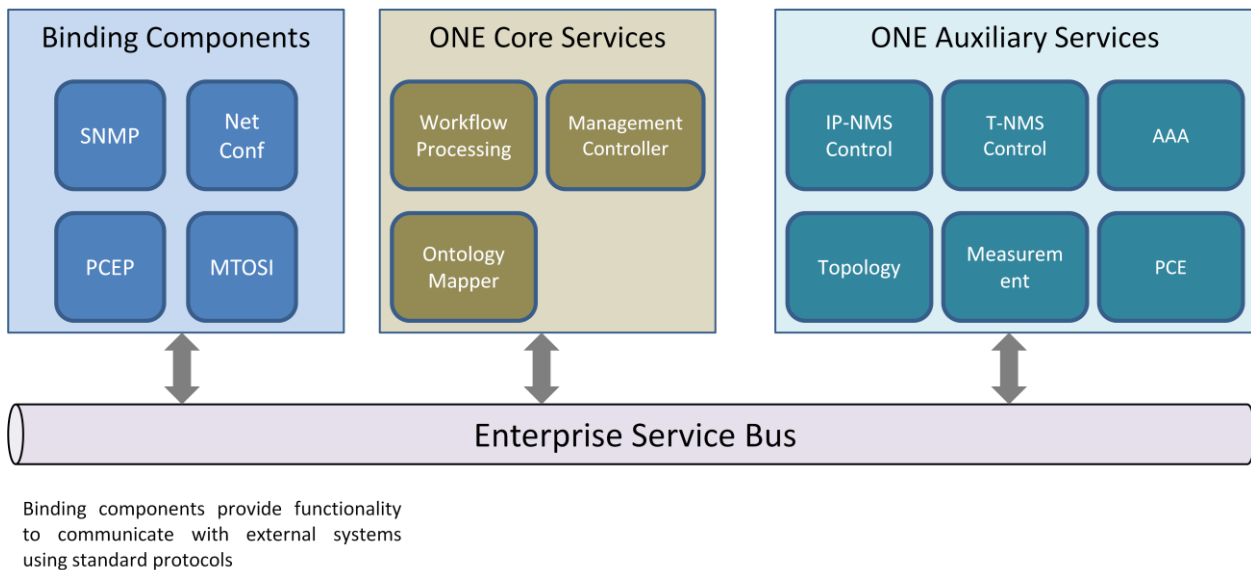 Binding Components
SNMP
Net
Conf
PCEP
MTOSI
ONE Core Services
Workflow
Processing
Management
Controller
Ontology
Mapper
ONE Auxiliary Services
IP-NMS
Control
T-NMS
Control
AAA
Topology
Measurem
ent
PCE
Enterprise Service Bus
Binding components provide functionality
to communicate with external systems
using standard protocols